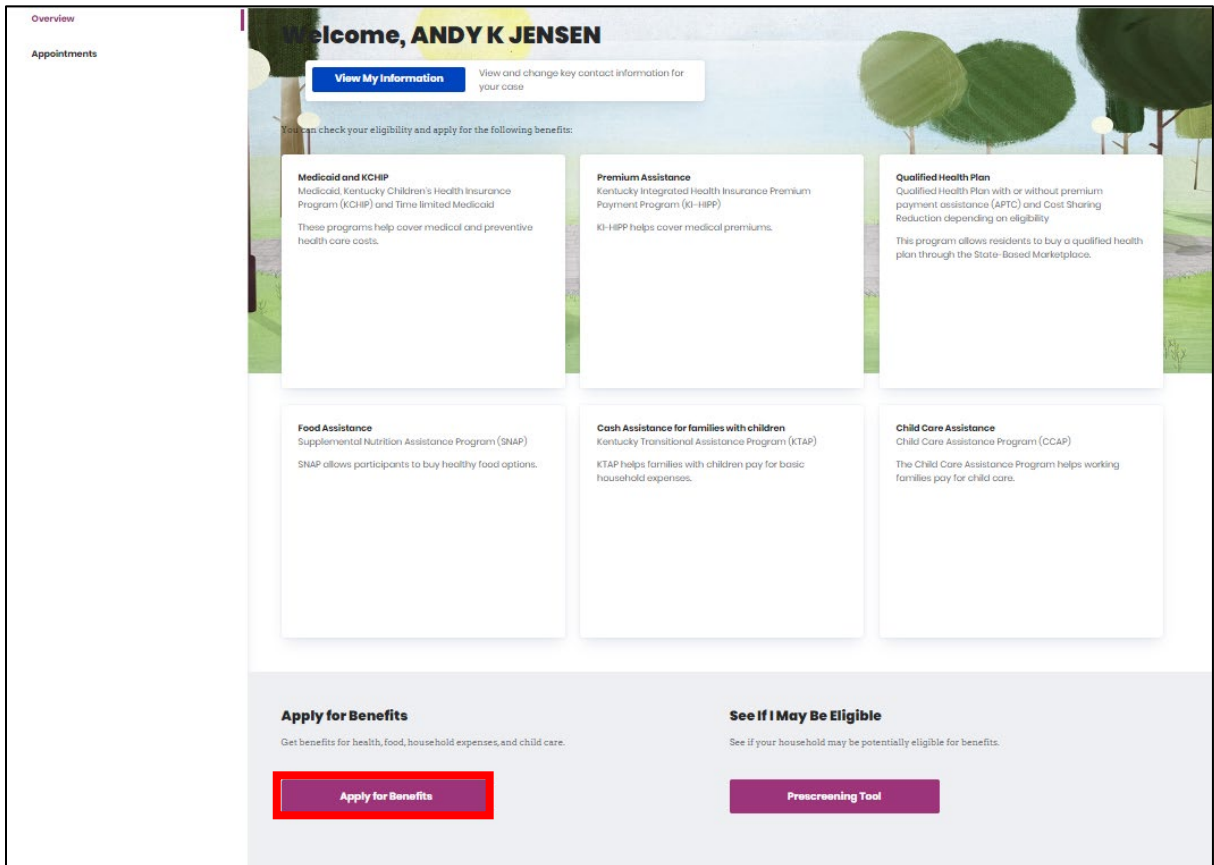 Overview
Appointments
Welcome, ANDY K JENSEN
View My Information
View and change key contact information for
your case
You can check your eligibility and apply for the following benefits:
Medicaid and KCHIP
Medicaid, Kentucky Children's Health Insurance
Program (KCHIP) and Time limited Medicaid
These programs help cover medical and preventive
health care costs.
Premium Assistance
Kentucky Integrated Health Insurance Premium
Payment Program (KI-HIPP)
KI-HIPP helps cover medical premiums.
Qualified Health Plan
Qualified Health Plan with or without premium
payment assistance (APTC) and Cost Sharing
Reduction depending on eligibility
This program allows residents to buy a qualified health
plan through the State-Based Marketplace.
Food Assistance
Supplemental Nutrition Assistance Program (SNAP)
SNAP allows participants to buy healthy food options.
Cash Assistance for families with children
Kentucky Transitional Assistance Program (KTAP)
KTAP helps families with children pay for basic
household expenses.
Child Care Assistance
Child Care Assistance Program (CCAP)
The Child Care Assistance Program helps working
families pay for child care.
Apply for Benefits
Get benefits for health, food, household expenses, and child care.
Apply for Benefits
See If I May Be Eligible
See if your household may be potentially eligible for benefits.
Prescreening Tool